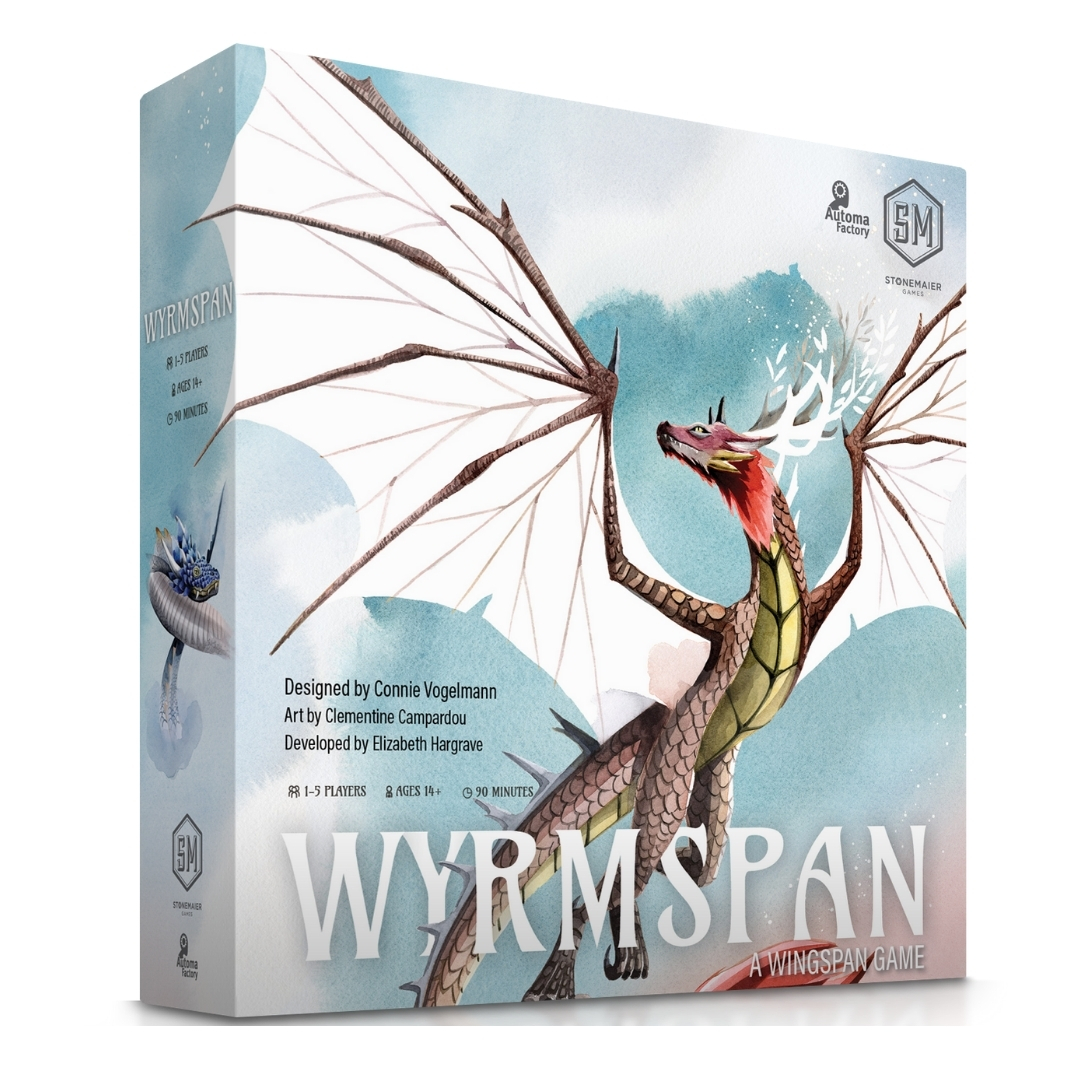 WYRMSPAN
1-5 PLAYERS
AGES 14+
90 MINUTES
SM
STONEMAIER
GAMES
Automa
Factory
Automa
Factory
SM
STONEMAIER
GAMES
Designed by Connie Vogelmann
Art by Clementine Campardou
Developed by Elizabeth Hargrave
1-5 PLAYERS AGES 14+ 90 MINUTES
WYRMSPAN
A WINGSPAN GAME